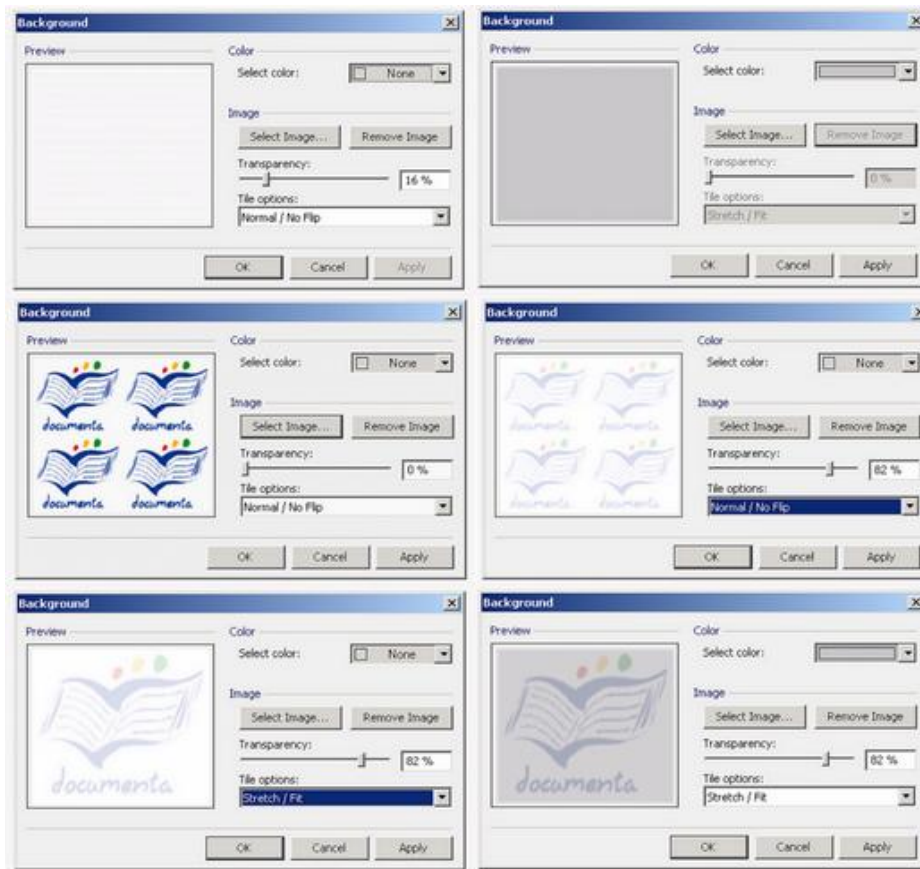 Background
Preview
Color
Select color: None
Image
Select Image... Remove Image
Transparency:
16 %
Tile options:
Normal / No Flip
OK Cancel Apply
Background
Preview
Color
Select color:
Image
Select Image... Remove Image
Transparency:
0 %
Tile options:
Stretch / Fit
OK Cancel Apply
Background
Preview
Color
Select color: None
documenta documenta
documenta documenta
Image
Select Image... Remove Image
Transparency:
0 %
Tile options:
Normal / No Flip
OK Cancel Apply
Background
Preview
Color
Select color: None
documenta documenta
documenta documenta
Image
Select Image... Remove Image
Transparency:
82 %
Tile options:
Normal / No Flip
OK Cancel Apply
Background
Preview
Color
Select color: None
documenta
Image
Select Image... Remove Image
Transparency:
82 %
Tile options:
Stretch / Fit
OK Cancel Apply
Background
Preview
Color
Select color:
documenta
Image
Select Image... Remove Image
Transparency:
82 %
Tile options:
Stretch / Fit
OK Cancel Apply